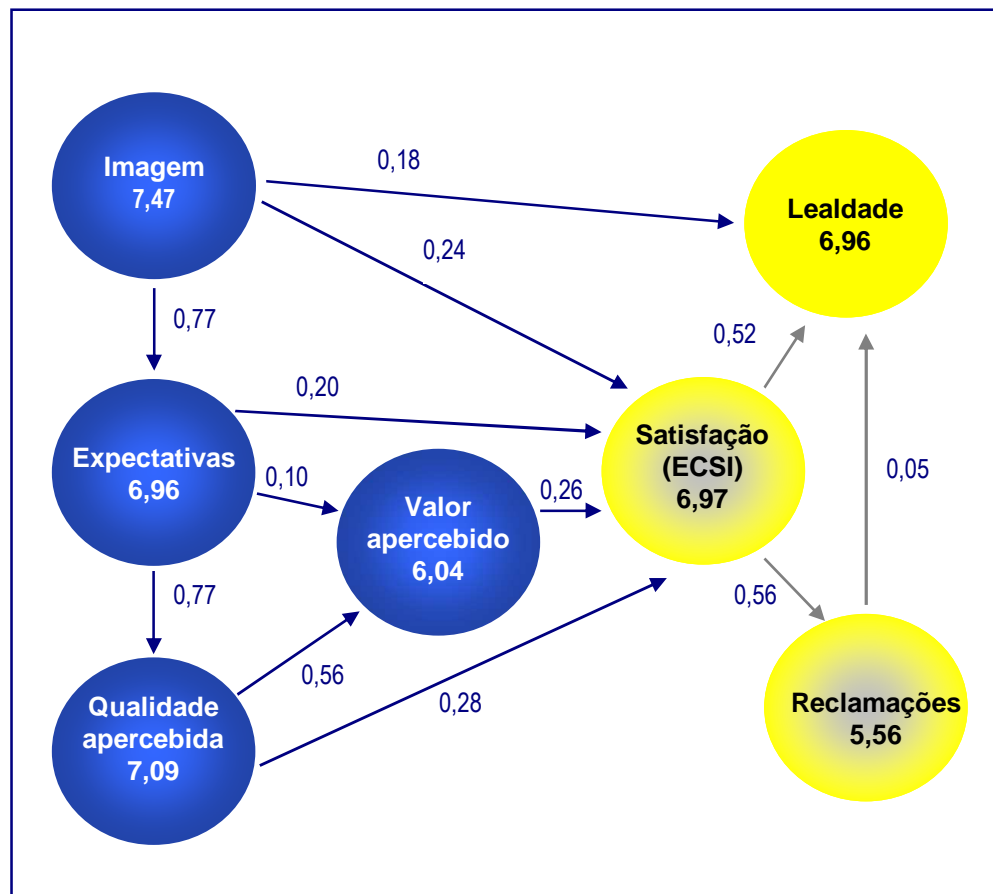 Imagem
7,47
0,18
Lealdade
6,96
0,24
0,77
0,52
0,20
Expectativas
6,96
0,10
Valor
apercebido
6,04
0,26
Satisfação
(ECSI)
6,97
0,05
0,77
0,56
0,56
0,28
Qualidade
apercebida
7,09
Reclamações
5,56